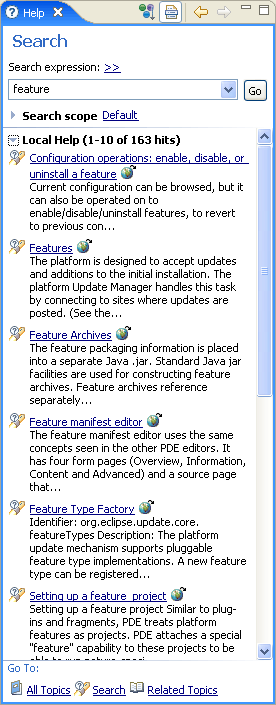 Help
Search
Search expression: >>
feature
Go
Search scope Default
Local Help (1-10 of 163 hits)
Configuration operations: enable, disable, or
uninstall a feature
Current configuration can be browsed, but it
can also be operated on to
enable/disable/uninstall features, to revert
to previous con...
Features
The platform is designed to accept updates
and additions to the initial installation. The
platform Update Manager handles this task
by connecting to sites where updates are
posted. (See the...
Feature Archives
The feature packaging information is placed
into a separate Java .jar. Standard Java jar
facilities are used for constructing feature
archives. Feature archives reference
separately...
Feature manifest editor
The feature manifest editor uses the same
concepts seen in the other PDE editors. It
has four form pages (Overview, Information,
Content and Advanced) and a source page
that...
Feature Type Factory
Identifier: org.eclipse.update.core.
featureTypes Description: The platform
update mechanism supports pluggable
feature type implementations. A new feature
type can be registered...
Setting up a feature project
Setting up a feature project Similar to plug-
ins and fragments, PDE treats platform
features as projects. PDE attaches a special
"feature" capability to these projects to be
able to run
Go To:
All Topics Search Related Topics